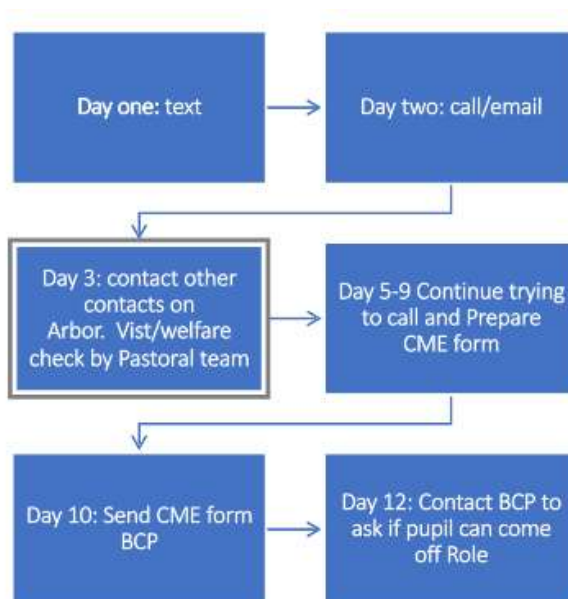 Day one: text
Day two: call/email
Day 3: contact other
contacts on
Arbor.  Vist/welfare
check by Pastoral team
Day 5-9 Continue trying
to call and Prepare
CME form
Day 10: Send CME form
BCP
Day 12: Contact BCP to
ask if pupil can come
off Role